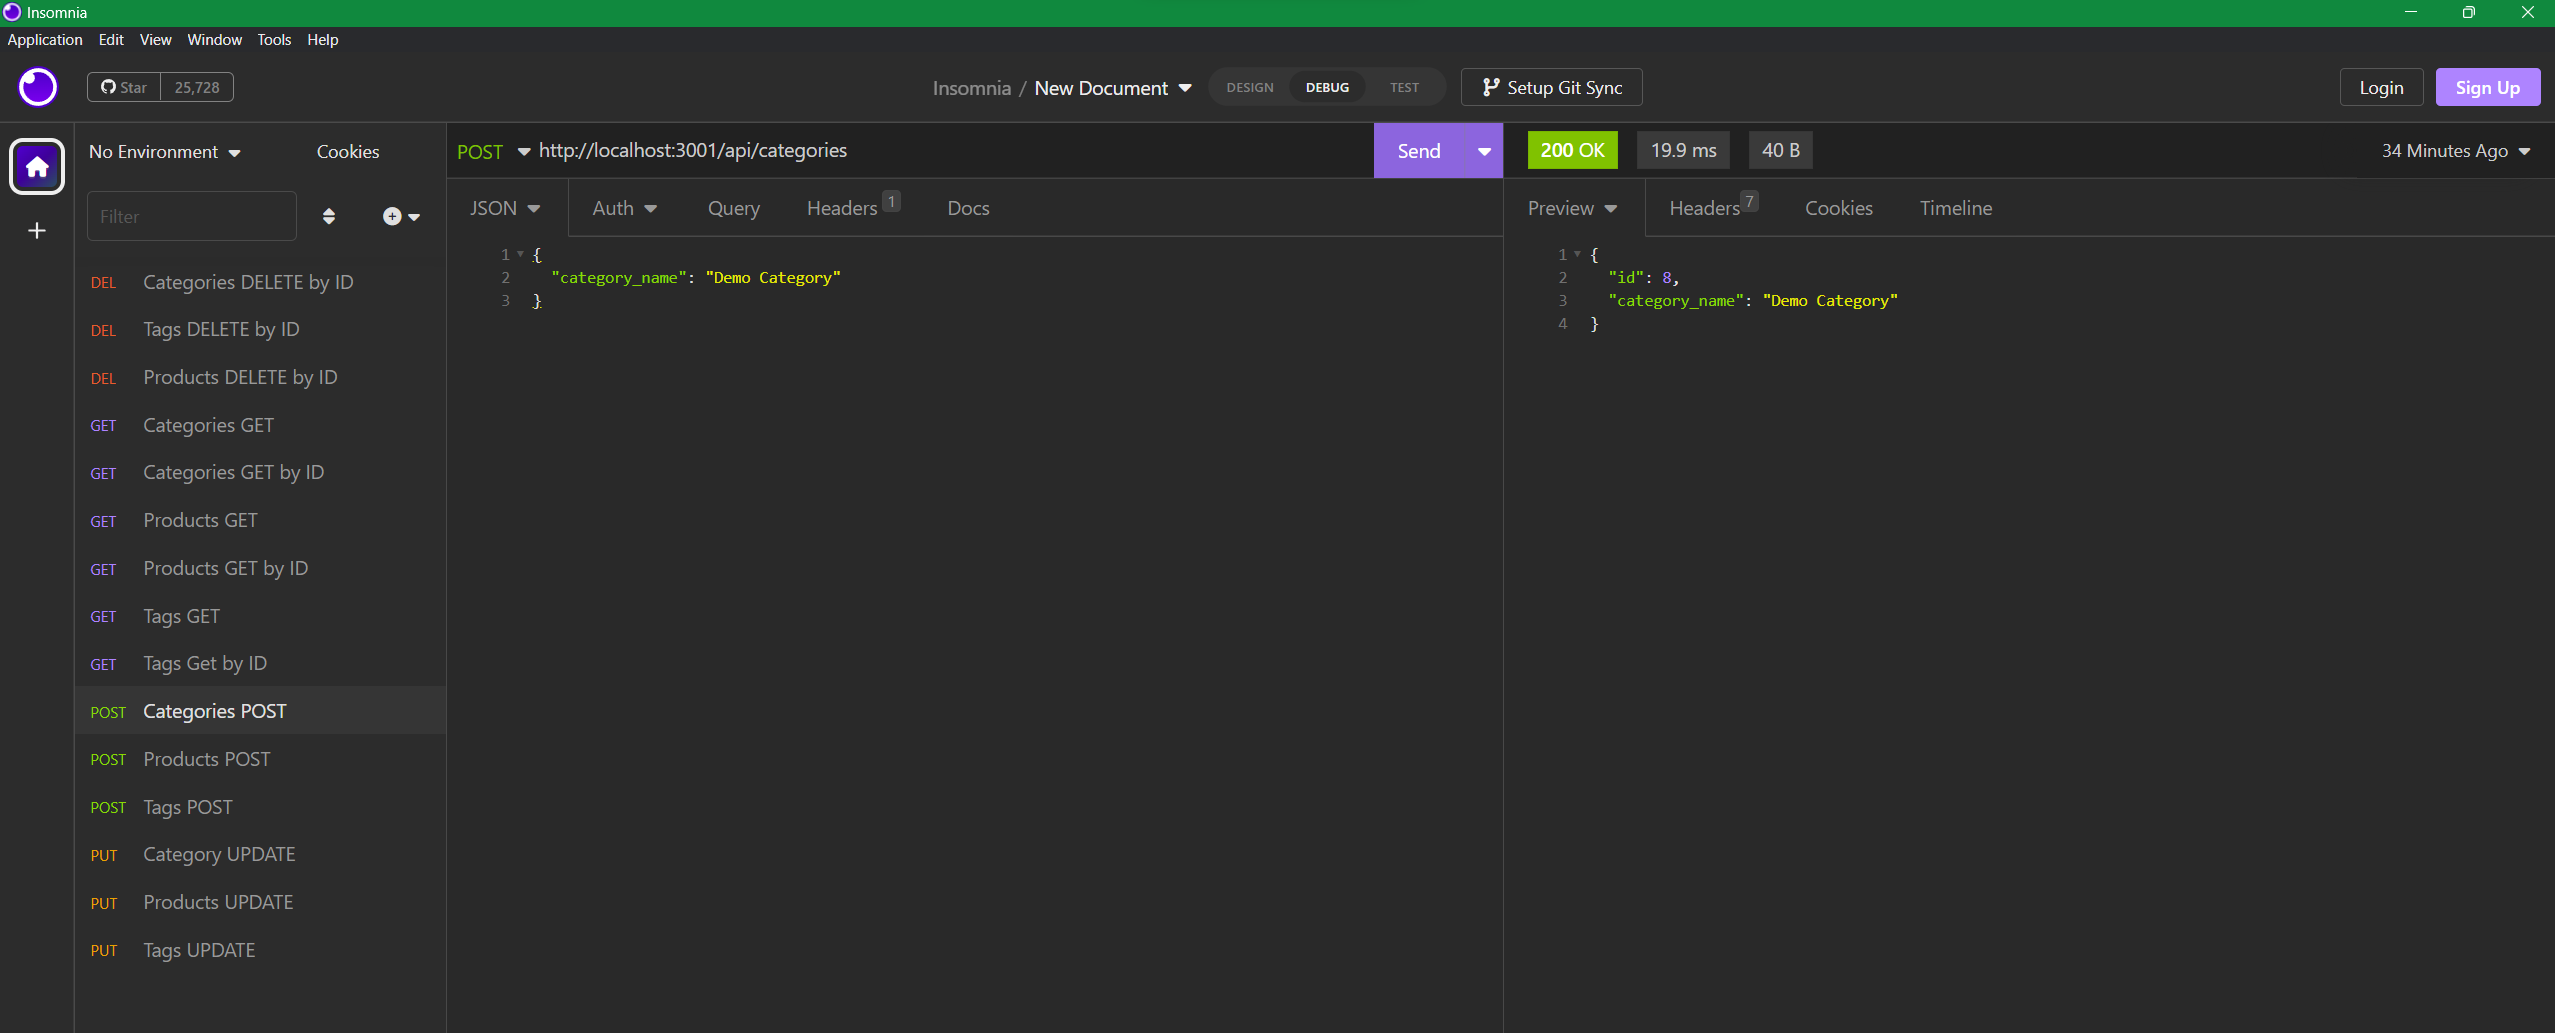 Insomnia
Application Edit View Window Tools Help
Star 25,728
Insomnia / New Document
DESIGN DEBUG TEST
Setup Git Sync
Login
Sign Up
No Environment
Cookies
Filter
DEL Categories DELETE by ID
DEL Tags DELETE by ID
DEL Products DELETE by ID
GET Categories GET
GET Categories GET by ID
GET Products GET
GET Products GET by ID
GET Tags GET
GET Tags Get by ID
POST Categories POST
POST Products POST
POST Tags POST
PUT Category UPDATE
PUT Products UPDATE
PUT Tags UPDATE
POST http://localhost:3001/api/categories
Send
JSON Auth Query Headers 1 Docs
1 {
2 "category_name": "Demo Category"
3 }
200 OK 19.9 ms 40 B
34 Minutes Ago
Preview Headers 7 Cookies Timeline
1 {
2 "id": 8,
3 "category_name": "Demo Category"
4 }